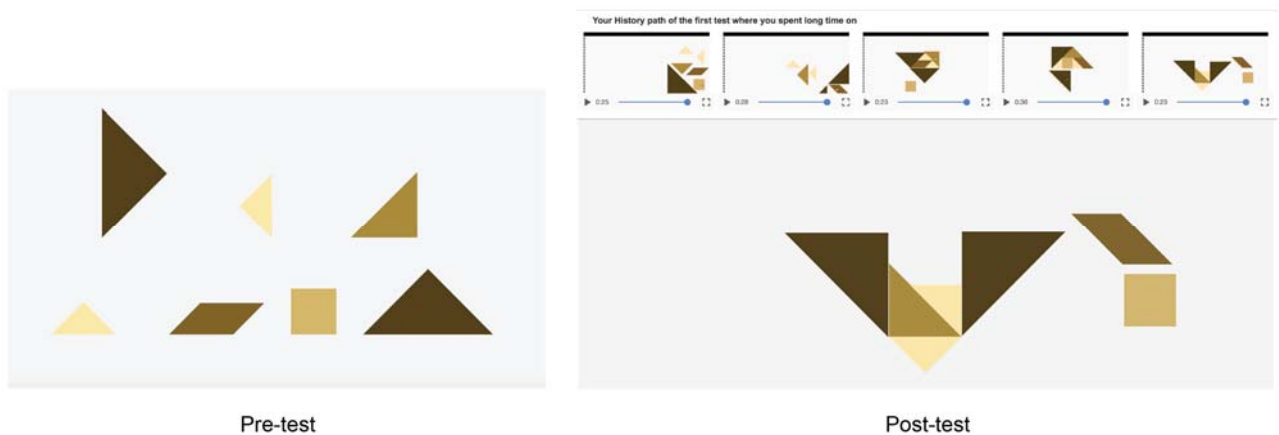 Your History path of the first test where you spent long time on
0:25
0:28
0:23
0:36
0:23
Pre-test
Post-test